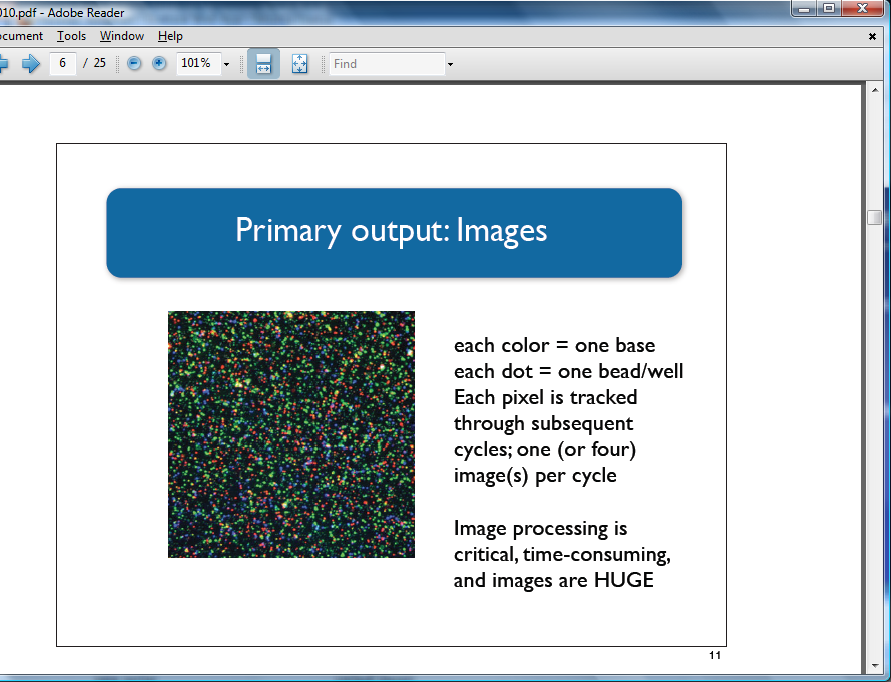 010.pdf - Adobe Reader
ocument Tools Window Help
6 / 25 101% Find
Primary output: Images
each color = one base
each dot = one bead/well
Each pixel is tracked
through subsequent
cycles; one (or four)
image(s) per cycle
Image processing is
critical, time-consuming,
and images are HUGE
11